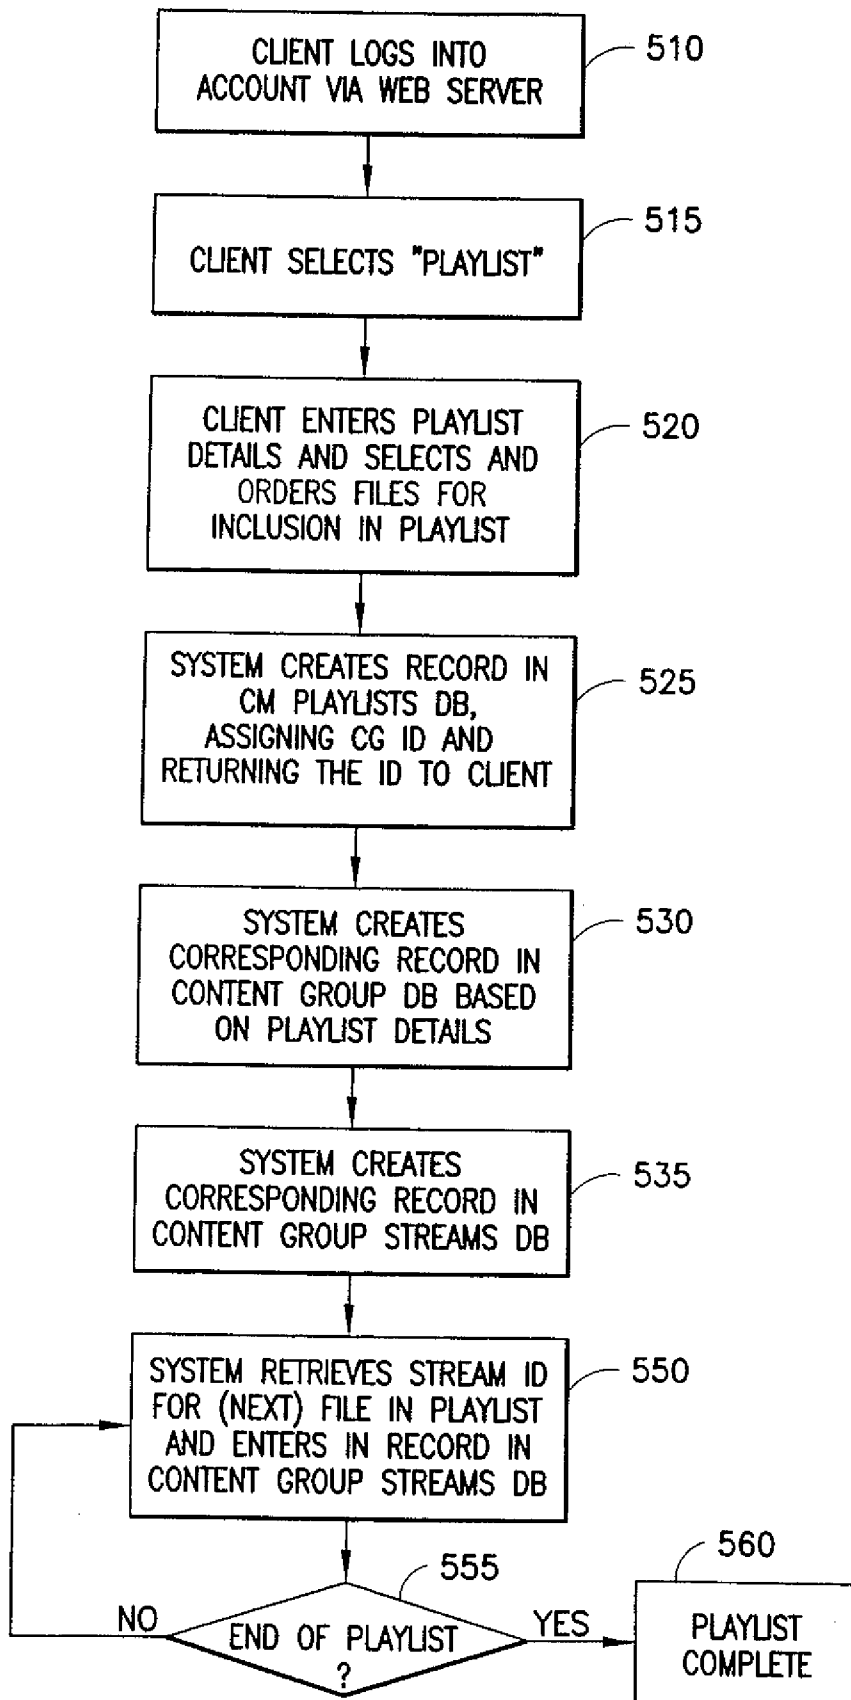 CLIENT LOGS INTO
ACCOUNT VIA WEB SERVER
510
CLIENT SELECTS "PLAYLIST"
515
CLIENT ENTERS PLAYLIST
DETAILS AND SELECTS AND
ORDERS FILES FOR
INCLUSION IN PLAYLIST
520
SYSTEM CREATES RECORD IN
CM PLAYLISTS DB,
ASSIGNING CG ID AND
RETURNING THE ID TO CLIENT
525
SYSTEM CREATES
CORRESPONDING RECORD IN
CONTENT GROUP DB BASED
ON PLAYLIST DETAILS
530
SYSTEM CREATES
CORRESPONDING RECORD IN
CONTENT GROUP STREAMS DB
535
SYSTEM RETRIEVES STREAM ID
FOR (NEXT) FILE IN PLAYLIST
AND ENTERS IN RECORD IN
CONTENT GROUP STREAMS DB
550
555
END OF PLAYLIST
?
NO
YES
560
PLAYLIST
COMPLETE